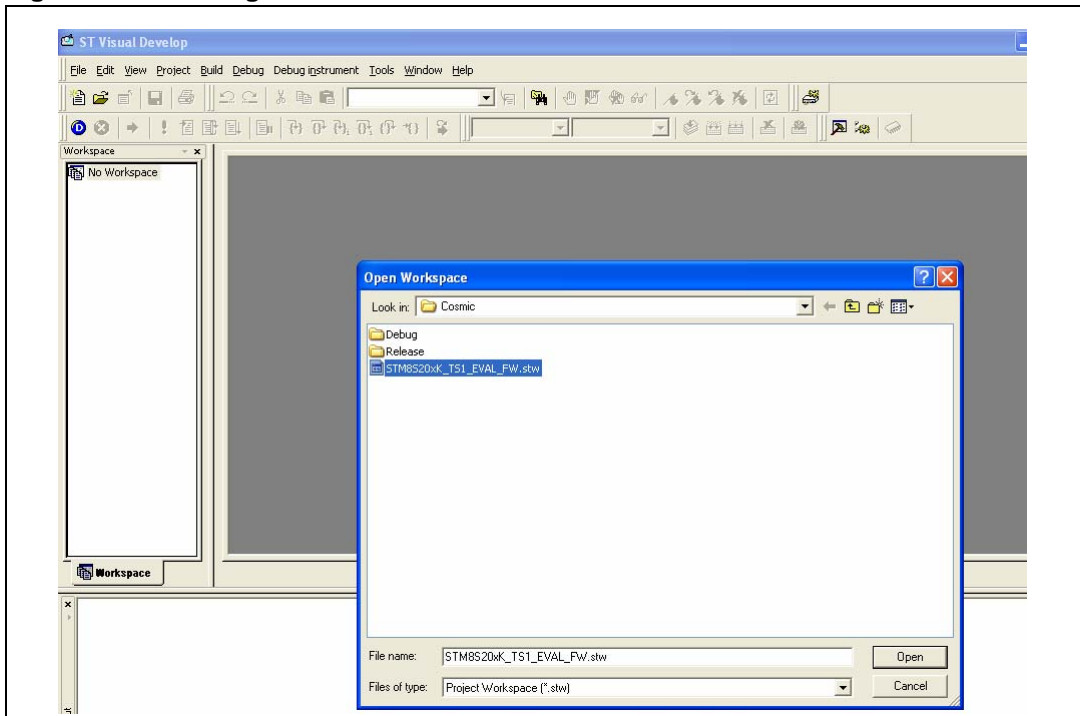 ST Visual Develop
File Edit View Project Build Debug Debug instrument Tools Window Help
Workspace
No Workspace
Open Workspace
Look in: Cosmic
Debug
Release
STM8S20xK_TS1_EVAL_FW.stw
Workspace
File name: STM8S20xK_TS1_EVAL_FW.stw Open
Files of type: Project Workspace (*.stw) Cancel